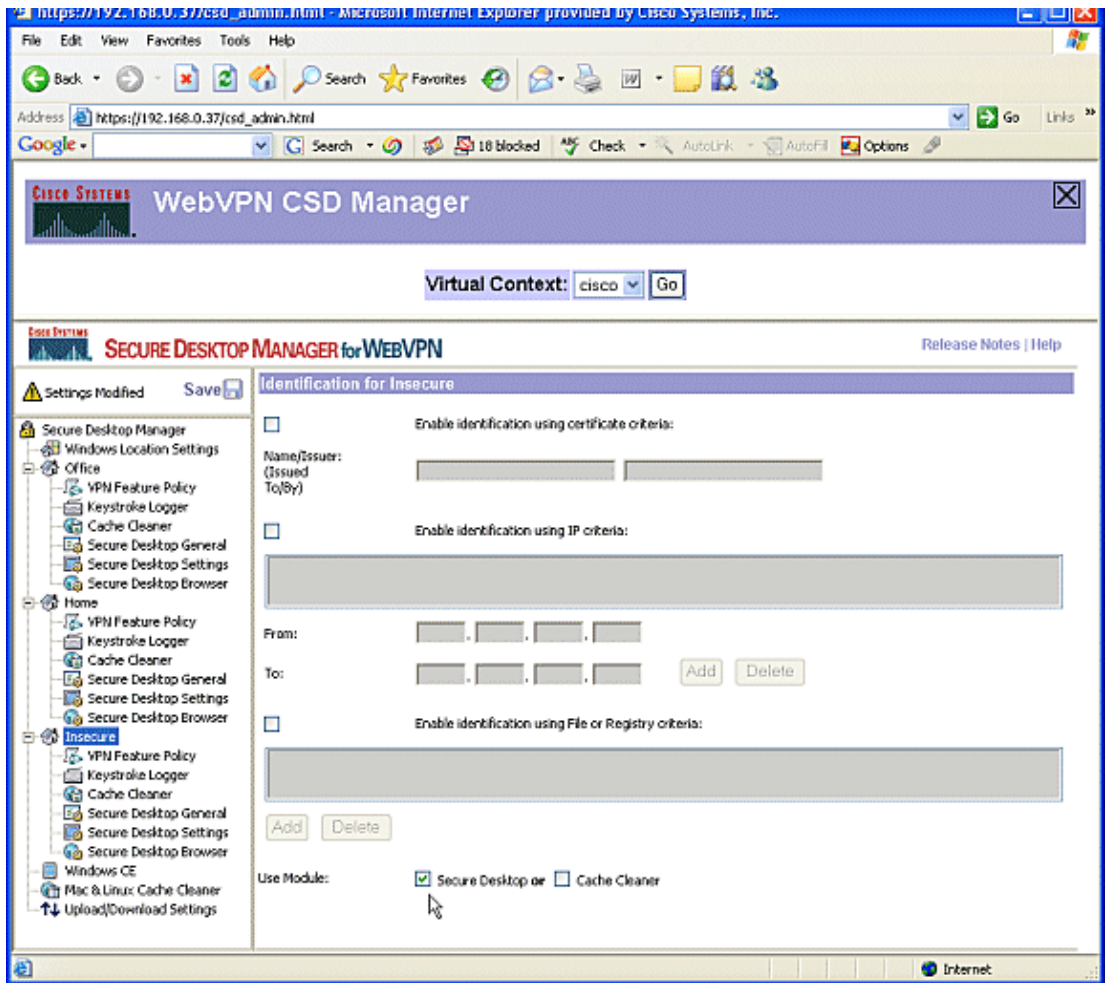 https://192.168.0.37/csd_admin.html - Microsoft Internet Explorer provided by Cisco Systems, Inc.
File Edit View Favorites Tools Help
Back Search Favorites
Address https://192.168.0.37/csd_admin.html Go Links »
Google Search 18 blocked Check AutoLink AutoFill Options
CISCO SYSTEMS WebVPN CSD Manager
Virtual Context: cisco Go
CISCO SYSTEMS SECURE DESKTOP MANAGER for WEBVPN Release Notes | Help
Settings Modified Save
Identification for Insecure
Secure Desktop Manager
Windows Location Settings
Office
VPN Feature Policy
Keystroke Logger
Cache Cleaner
Secure Desktop General
Secure Desktop Settings
Secure Desktop Browser
Home
VPN Feature Policy
Keystroke Logger
Cache Cleaner
Secure Desktop General
Secure Desktop Settings
Secure Desktop Browser
Insecure
VPN Feature Policy
Keystroke Logger
Cache Cleaner
Secure Desktop General
Secure Desktop Settings
Secure Desktop Browser
Windows CE
Mac & Linux Cache Cleaner
Upload/Download Settings
Enable identification using certificate criteria:
Name/Issuer:
(Issued
To/By)
Enable identification using IP criteria:
From: . . .
To: . . . Add Delete
Enable identification using File or Registry criteria:
Add Delete
Use Module: Secure Desktop or Cache Cleaner
Internet